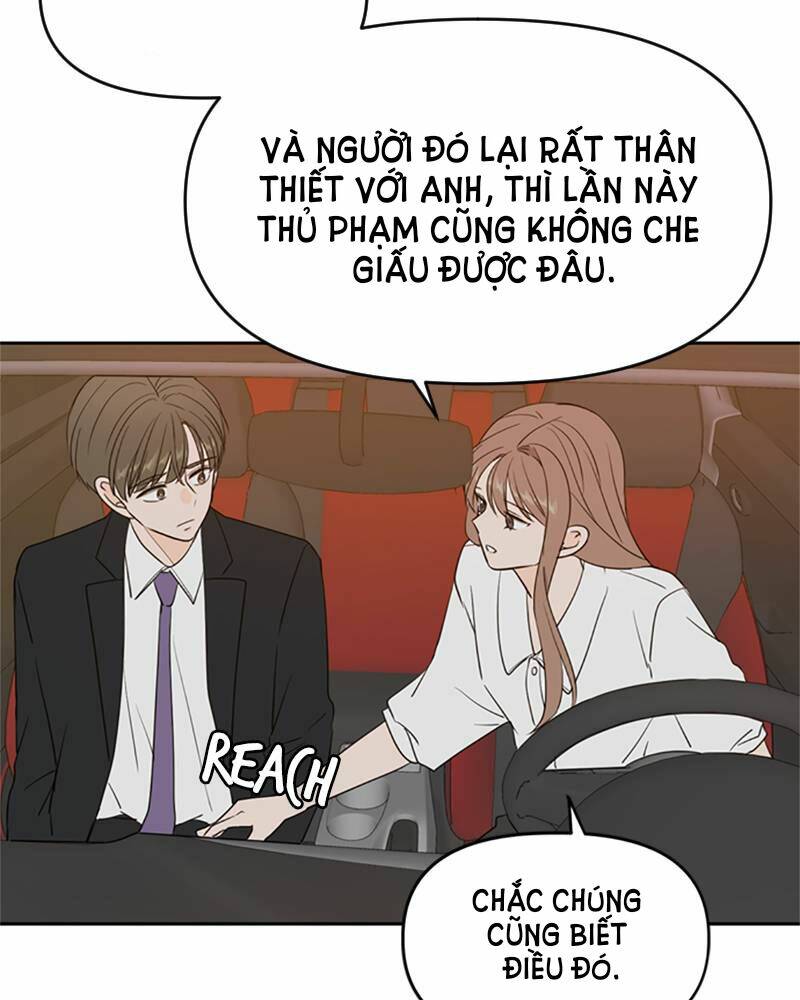 VÀ NGƯỜI ĐÓ LẠI RẤT THÂN
THIẾT VỚI ANH, THÌ LẦN NÀY
THỦ PHẠM CŨNG KHÔNG CHE
GIẤU ĐƯỢC ĐÂU.
REACH
CHẮC CHÚNG
CŨNG BIẾT
ĐIỀU ĐÓ.